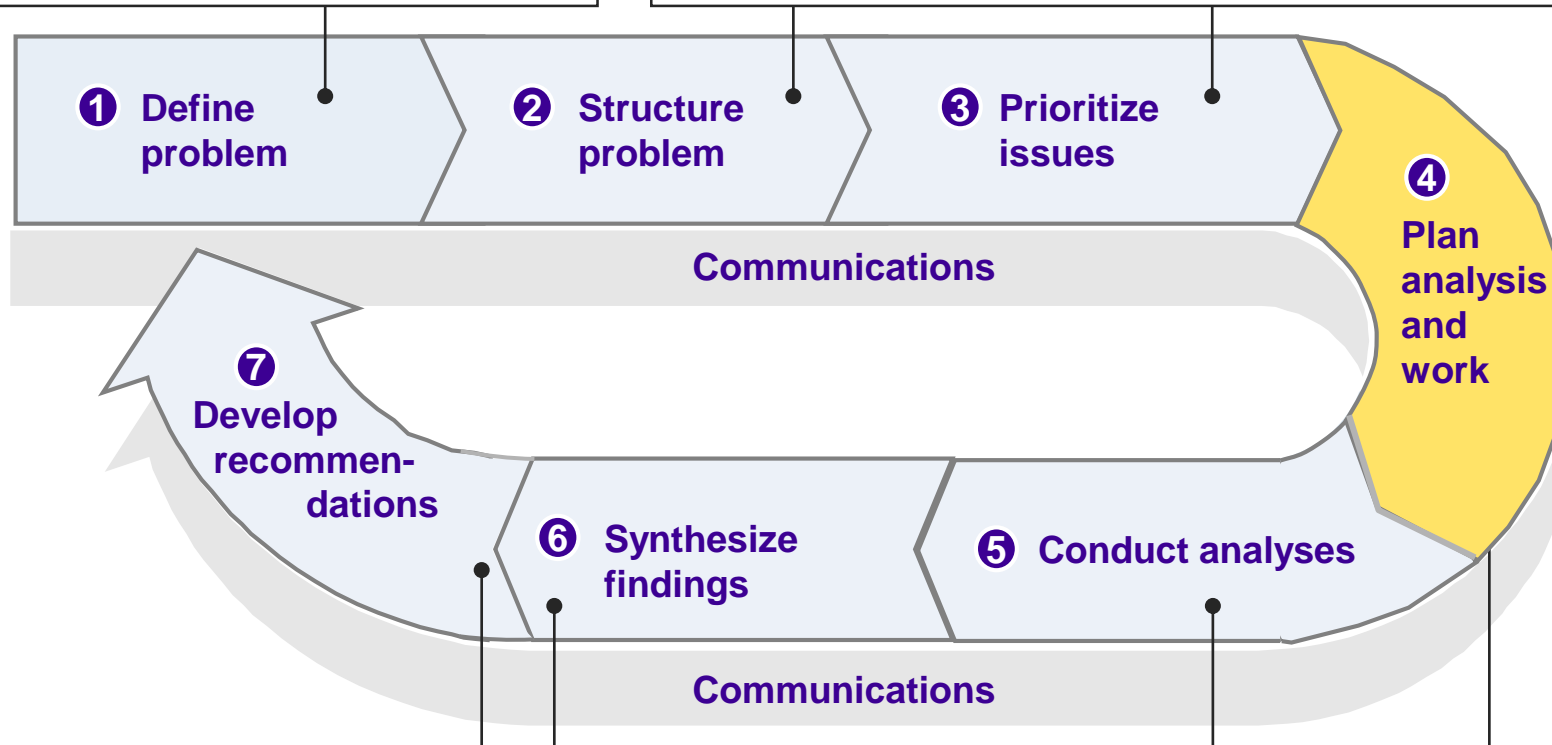 1 Define
problem
2 Structure
problem
3 Prioritize
issues
4
Plan
analysis
and
work
Communications
7
Develop
recommen-
dations
6 Synthesize
findings
5 Conduct analyses
Communications